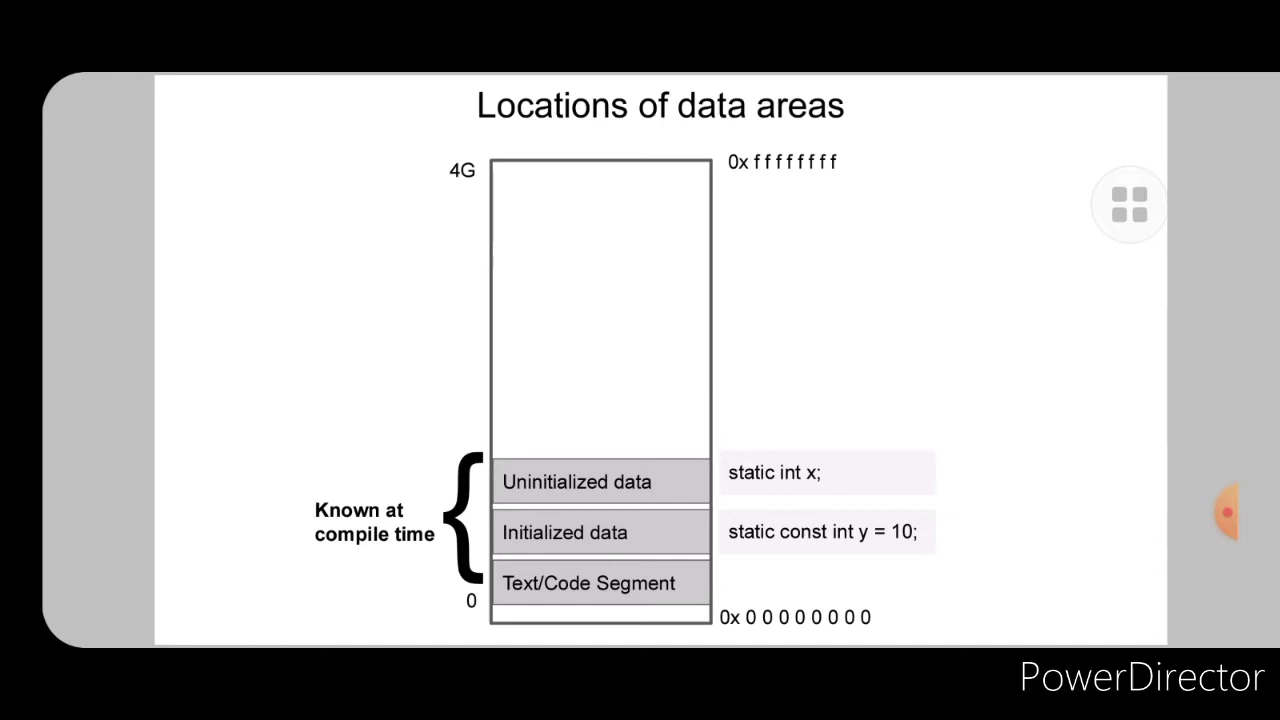 Locations of data areas
4G
0x f f f f f f f f
Uninitialized data
static int x;
Known at
compile time
{
Initialized data
static const int y = 10;
Text/Code Segment
0
0x 0 0 0 0 0 0 0 0
PowerDirector